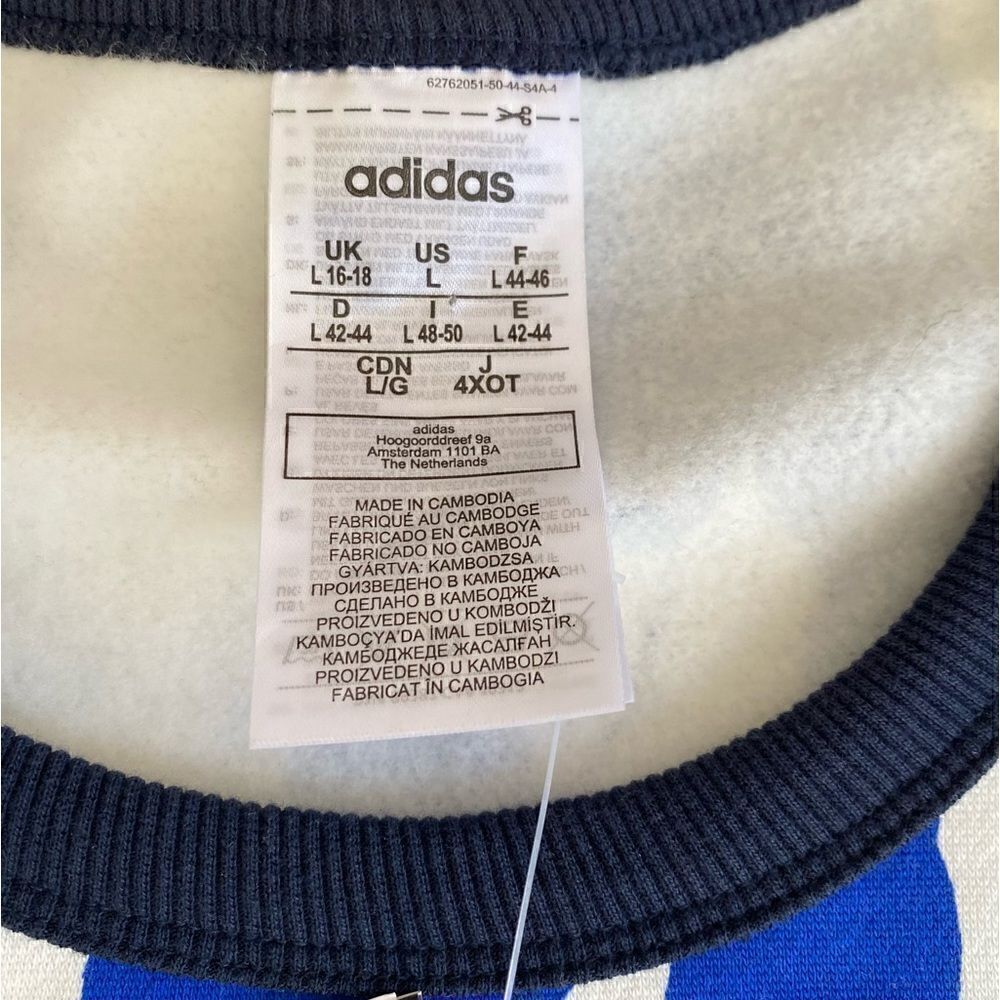 62762051-50-44-S4A-4
adidas
UK US F
L 16-18 L L 44-46
D I E
L 42-44 L 48-50 L 42-44
CDN J
L/G 4XOT
adidas
Hoogoorddreef 9a
Amsterdam 1101 BA
The Netherlands
MADE IN CAMBODIA
FABRIQUÉ AU CAMBODGE
FABRICADO EN CAMBOYA
FABRICADO NO CAMBOJA
GYÁRTVA: KAMBODZSA
ПРОИЗВЕДЕНО В КАМБОДЖА
СДЕЛАНО В КАМБОДЖЕ
PROIZVEDENO U KOMBODŽI
KAMBOÇYA'DA İMAL EDİLMİŞTİR.
КАМБОДЖЕДЕ ЖАСАЛҒАН
PROIZVEDENO U KAMBODZI
FABRICAT ÎN CAMBOGIA